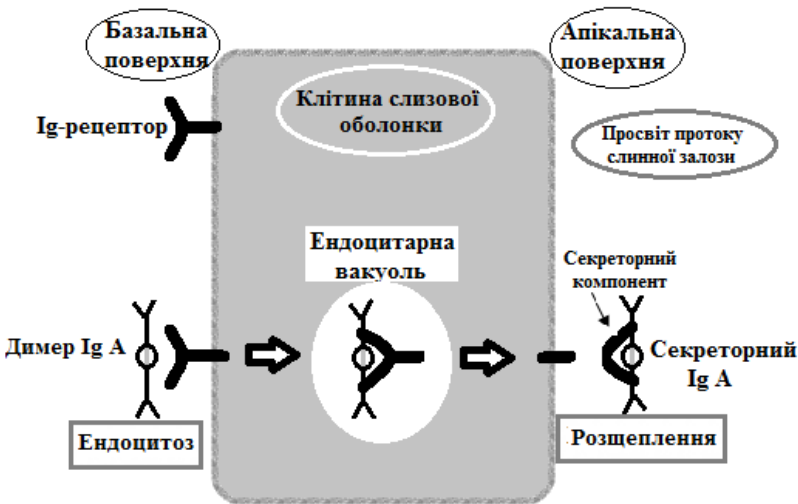 Базальна
поверхня
Апікальна
поверхня
Клітина слизової
оболонки
Ig-рецептор
Просвіт протоку
слинної залози
Ендоцитарна
вакуоль
Секреторний
компонент
Димер Ig A
Секреторний
Ig A
Ендоцитоз
Розщеплення